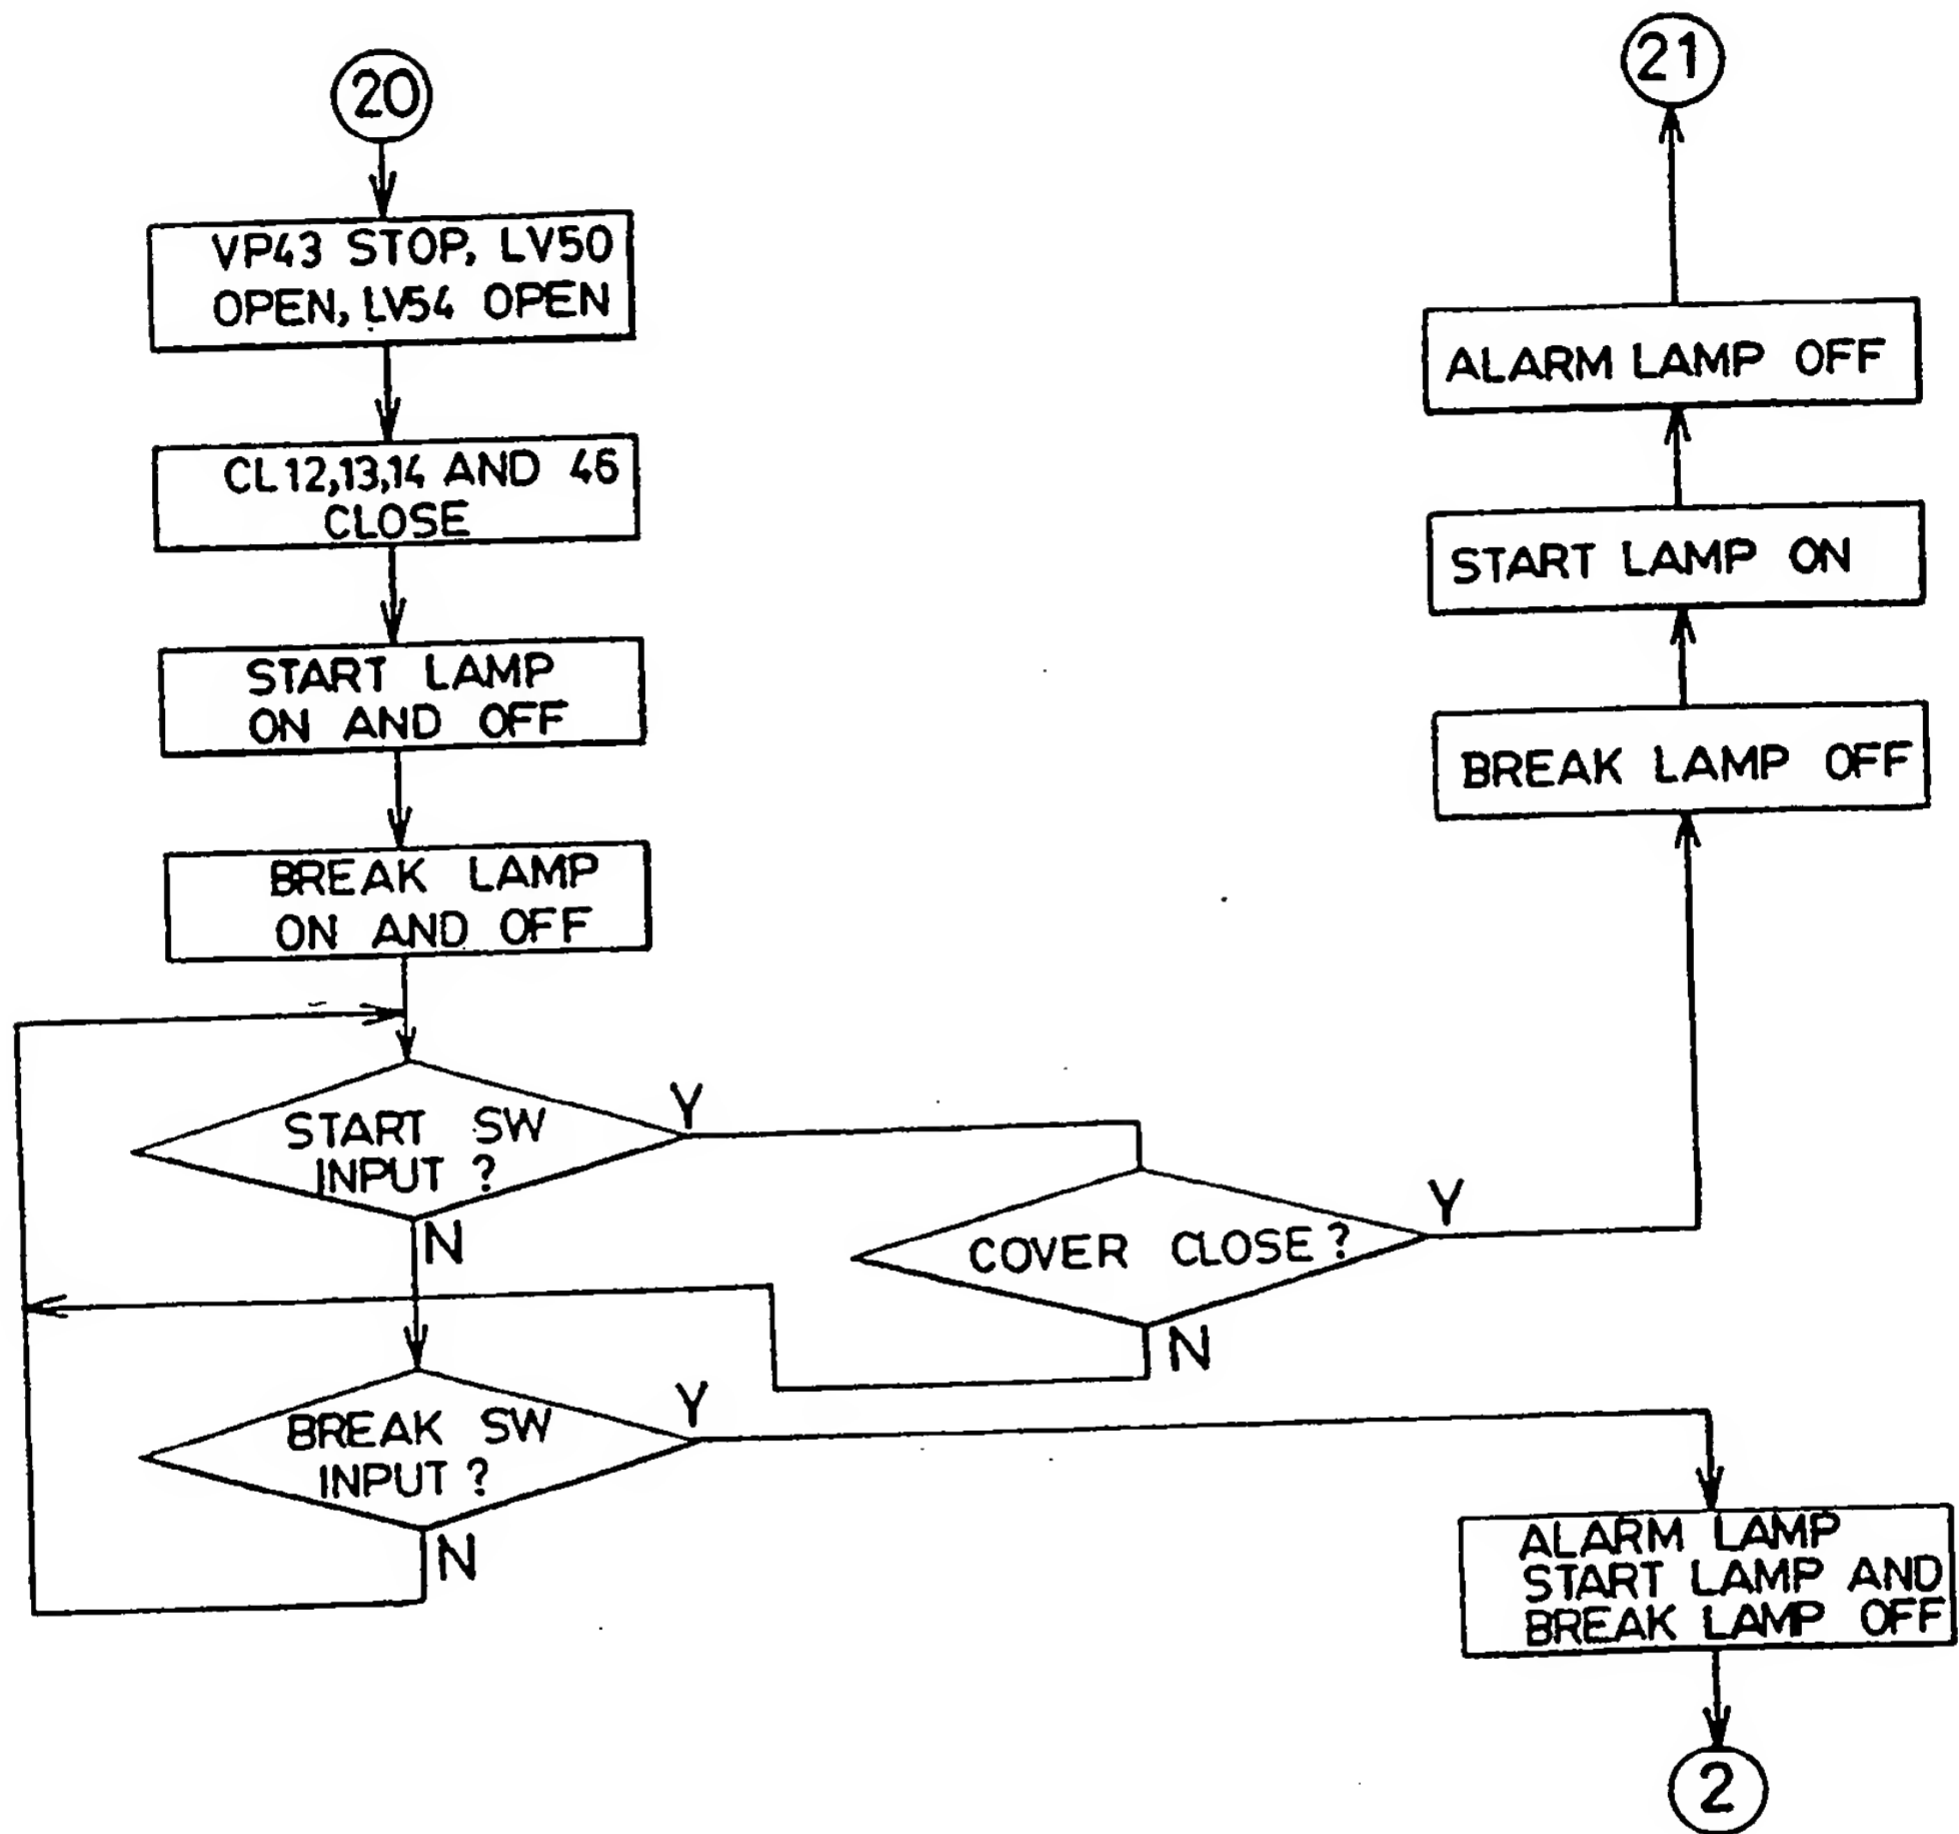 20
VP43 STOP, LV50
OPEN, LV54 OPEN
CL12,13,14 AND 46
CLOSE
START LAMP
ON AND OFF
BREAK LAMP
ON AND OFF
START SW
INPUT ?
Y
N
COVER CLOSE ?
Y
N
BREAK SW
INPUT ?
Y
N
21
ALARM LAMP OFF
START LAMP ON
BREAK LAMP OFF
ALARM LAMP
START LAMP AND
BREAK LAMP OFF
2